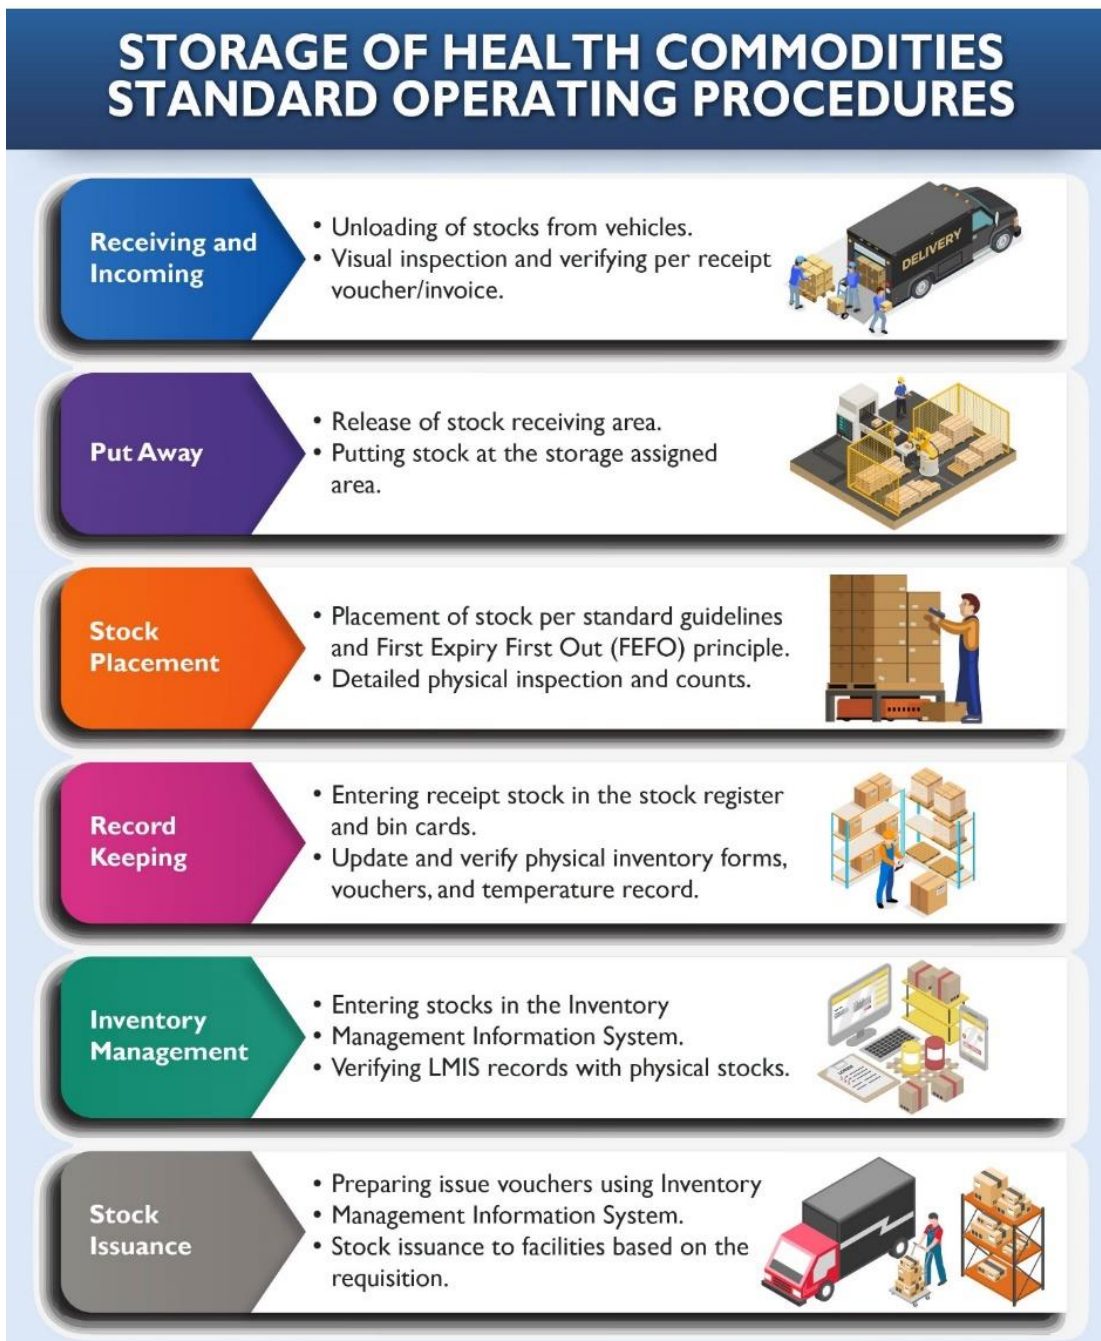 STORAGE OF HEALTH COMMODITIES
STANDARD OPERATING PROCEDURES
Receiving and
Incoming
• Unloading of stocks from vehicles.
• Visual inspection and verifying per receipt
voucher/invoice.
DELIVERY
Put Away
• Release of stock receiving area.
• Putting stock at the storage assigned
area.
Stock
Placement
• Placement of stock per standard guidelines
and First Expiry First Out (FEFO) principle.
• Detailed physical inspection and counts.
Record
Keeping
• Entering receipt stock in the stock register
and bin cards.
• Update and verify physical inventory forms,
vouchers, and temperature record.
Inventory
Management
• Entering stocks in the Inventory
• Management Information System.
• Verifying LMIS records with physical stocks.
Stock
Issuance
• Preparing issue vouchers using Inventory
• Management Information System.
• Stock issuance to facilities based on the
requisition.